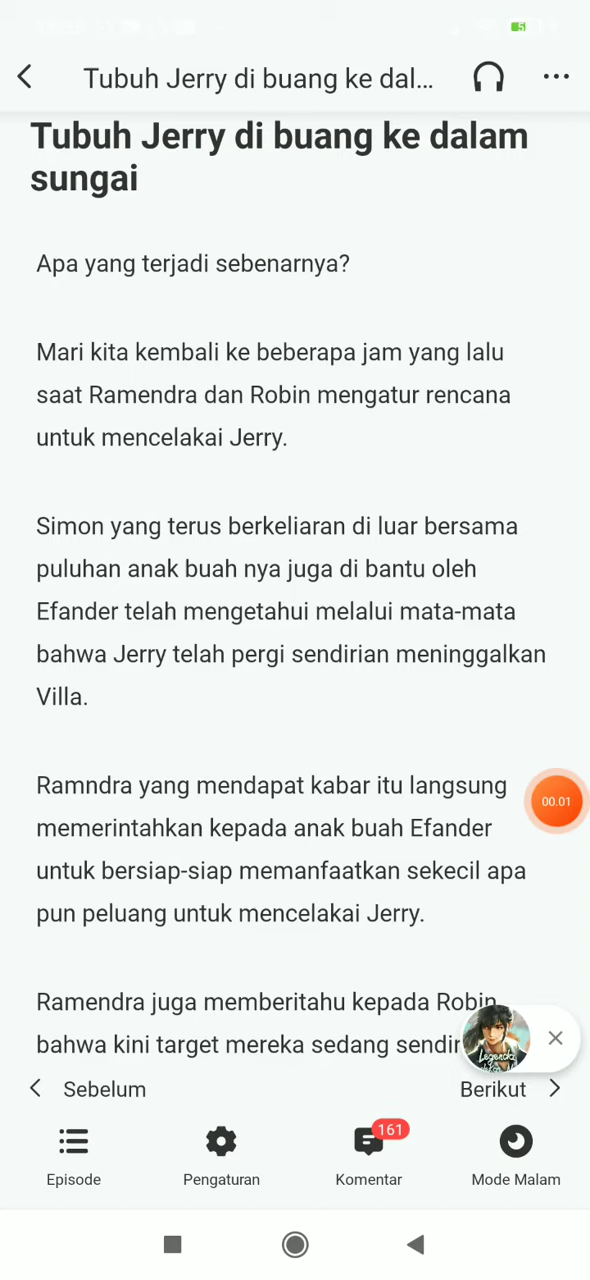 Tubuh Jerry di buang ke dal...
Tubuh Jerry di buang ke dalam
sungai
Apa yang terjadi sebenarnya?
Mari kita kembali ke beberapa jam yang lalu
saat Ramendra dan Robin mengatur rencana
untuk mencelakai Jerry.
Simon yang terus berkeliaran di luar bersama
puluhan anak buah nya juga di bantu oleh
Efander telah mengetahui melalui mata-mata
bahwa Jerry telah pergi sendirian meninggalkan
Villa.
Ramndra yang mendapat kabar itu langsung
memerintahkan kepada anak buah Efander
untuk bersiap-siap memanfaatkan sekecil apa
pun peluang untuk mencelakai Jerry.
00.01
Ramendra juga memberitahu kepada Robin
bahwa kini target mereka sedang sendir
Legenda
Sebelum
Berikut
161
Episode
Pengaturan
Komentar
Mode Malam